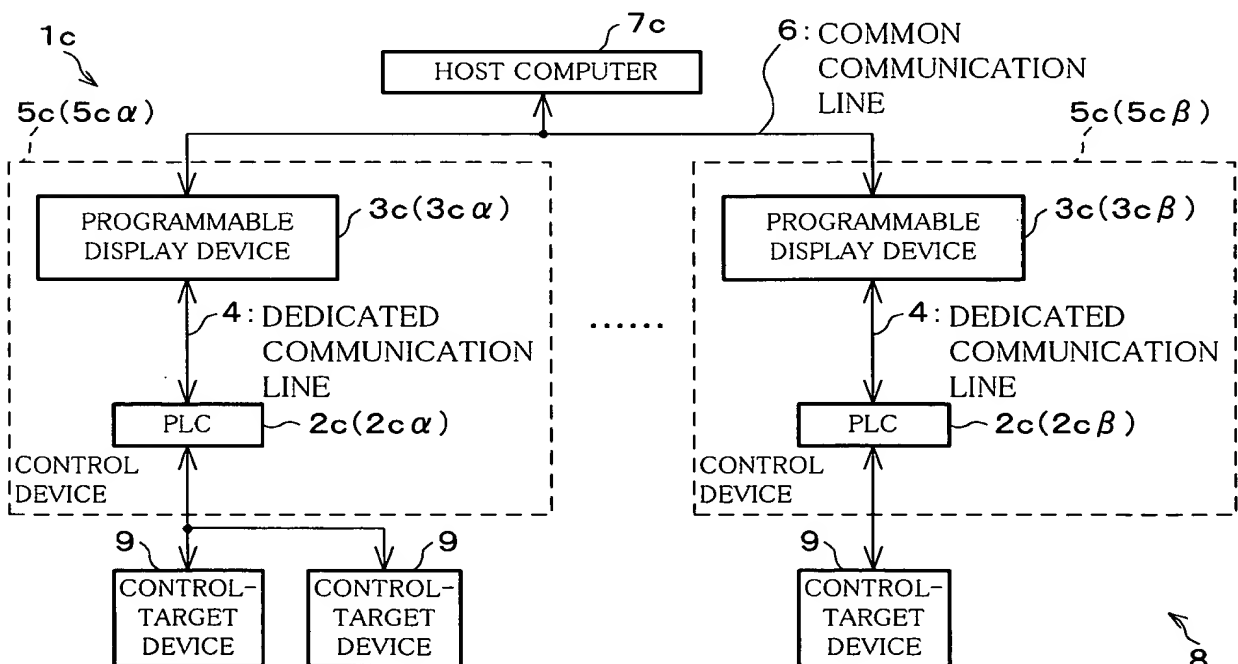 1c
7c
HOST COMPUTER
6: COMMON
COMMUNICATION
LINE
5c(5cα)
5c(5cβ)
PROGRAMMABLE
DISPLAY DEVICE
3c(3cα)
PROGRAMMABLE
DISPLAY DEVICE
3c(3cβ)
4: DEDICATED
COMMUNICATION
LINE
......
4: DEDICATED
COMMUNICATION
LINE
PLC
2c(2cα)
PLC
2c(2cβ)
CONTROL
DEVICE
CONTROL
DEVICE
9
CONTROL-
TARGET
DEVICE
9
CONTROL-
TARGET
DEVICE
9
CONTROL-
TARGET
DEVICE
8